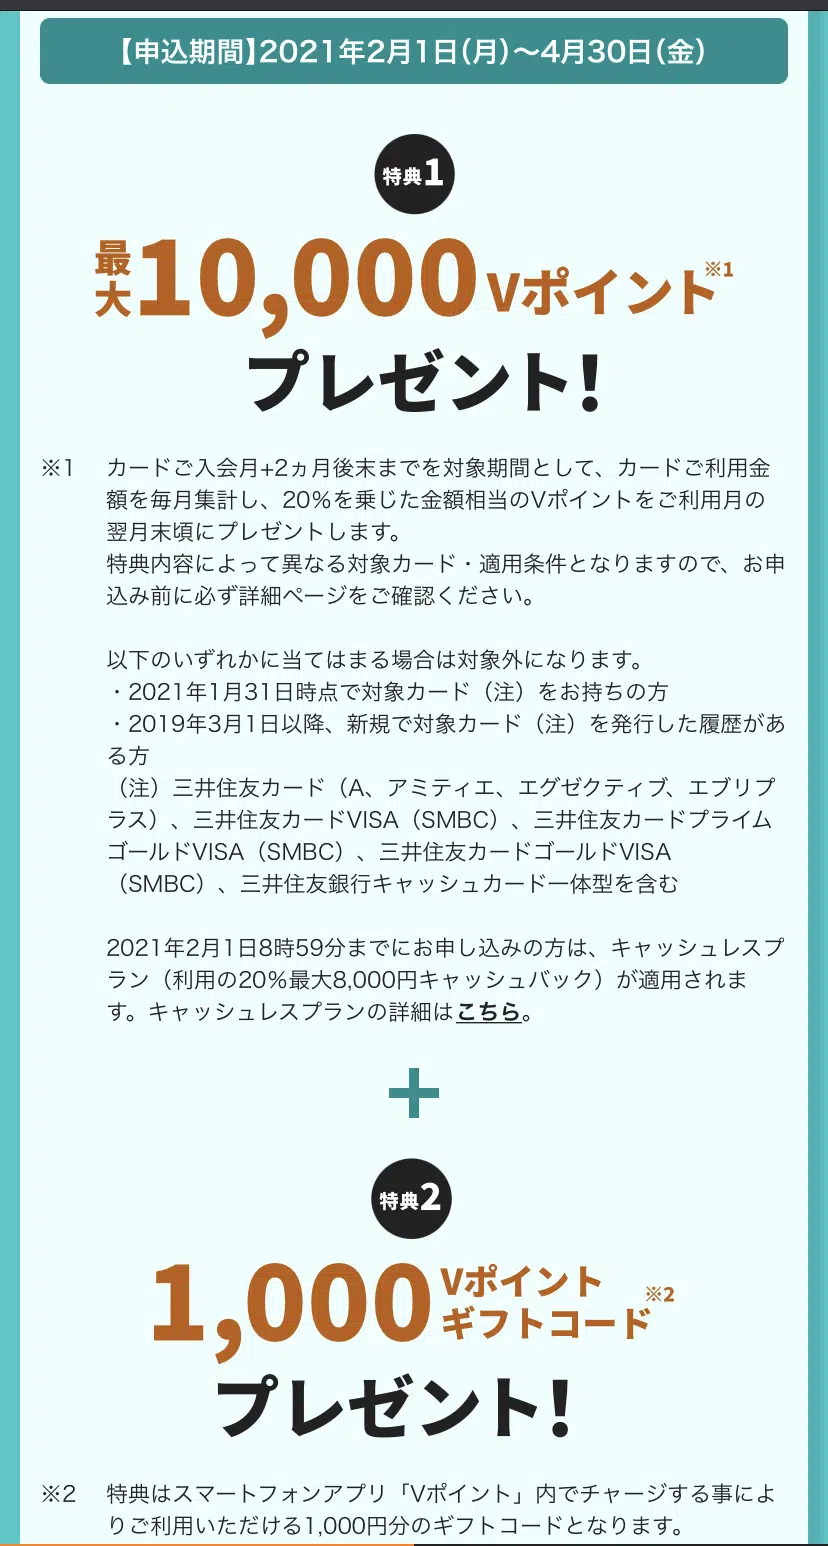 【申込期間】2021年2月1日(月)〜4月30日(金)
特典1
最大10,000Vポイント※1
プレゼント!
※1 カードご入会月+2ヵ月後末までを対象期間として、カードご利用金
額を毎月集計し、20%を乗じた金額相当のVポイントをご利用月の
翌月末頃にプレゼントします。
特典内容によって異なる対象カード・適用条件となりますので、お申
込み前に必ず詳細ページをご確認ください。
以下のいずれかに当てはまる場合は対象外になります。
・2021年1月31日時点で対象カード（注）をお持ちの方
・2019年3月1日以降、新規で対象カード（注）を発行した履歴があ
る方
（注）三井住友カード（A、アミティエ、エグゼクティブ、エブリプ
ラス）、三井住友カードVISA（SMBC）、三井住友カードプライム
ゴールドVISA（SMBC）、三井住友カードゴールドVISA
（SMBC）、三井住友銀行キャッシュカード一体型を含む
2021年2月1日8時59分までにお申し込みの方は、キャッシュレスプ
ラン（利用の20%最大8,000円キャッシュバック）が適用されま
す。キャッシュレスプランの詳細はこちら。
+
特典2
1,000Vポイント
ギフトコード※2
プレゼント!
※2 特典はスマートフォンアプリ「Vポイント」内でチャージする事によ
りご利用いただける1,000円分のギフトコードとなります。